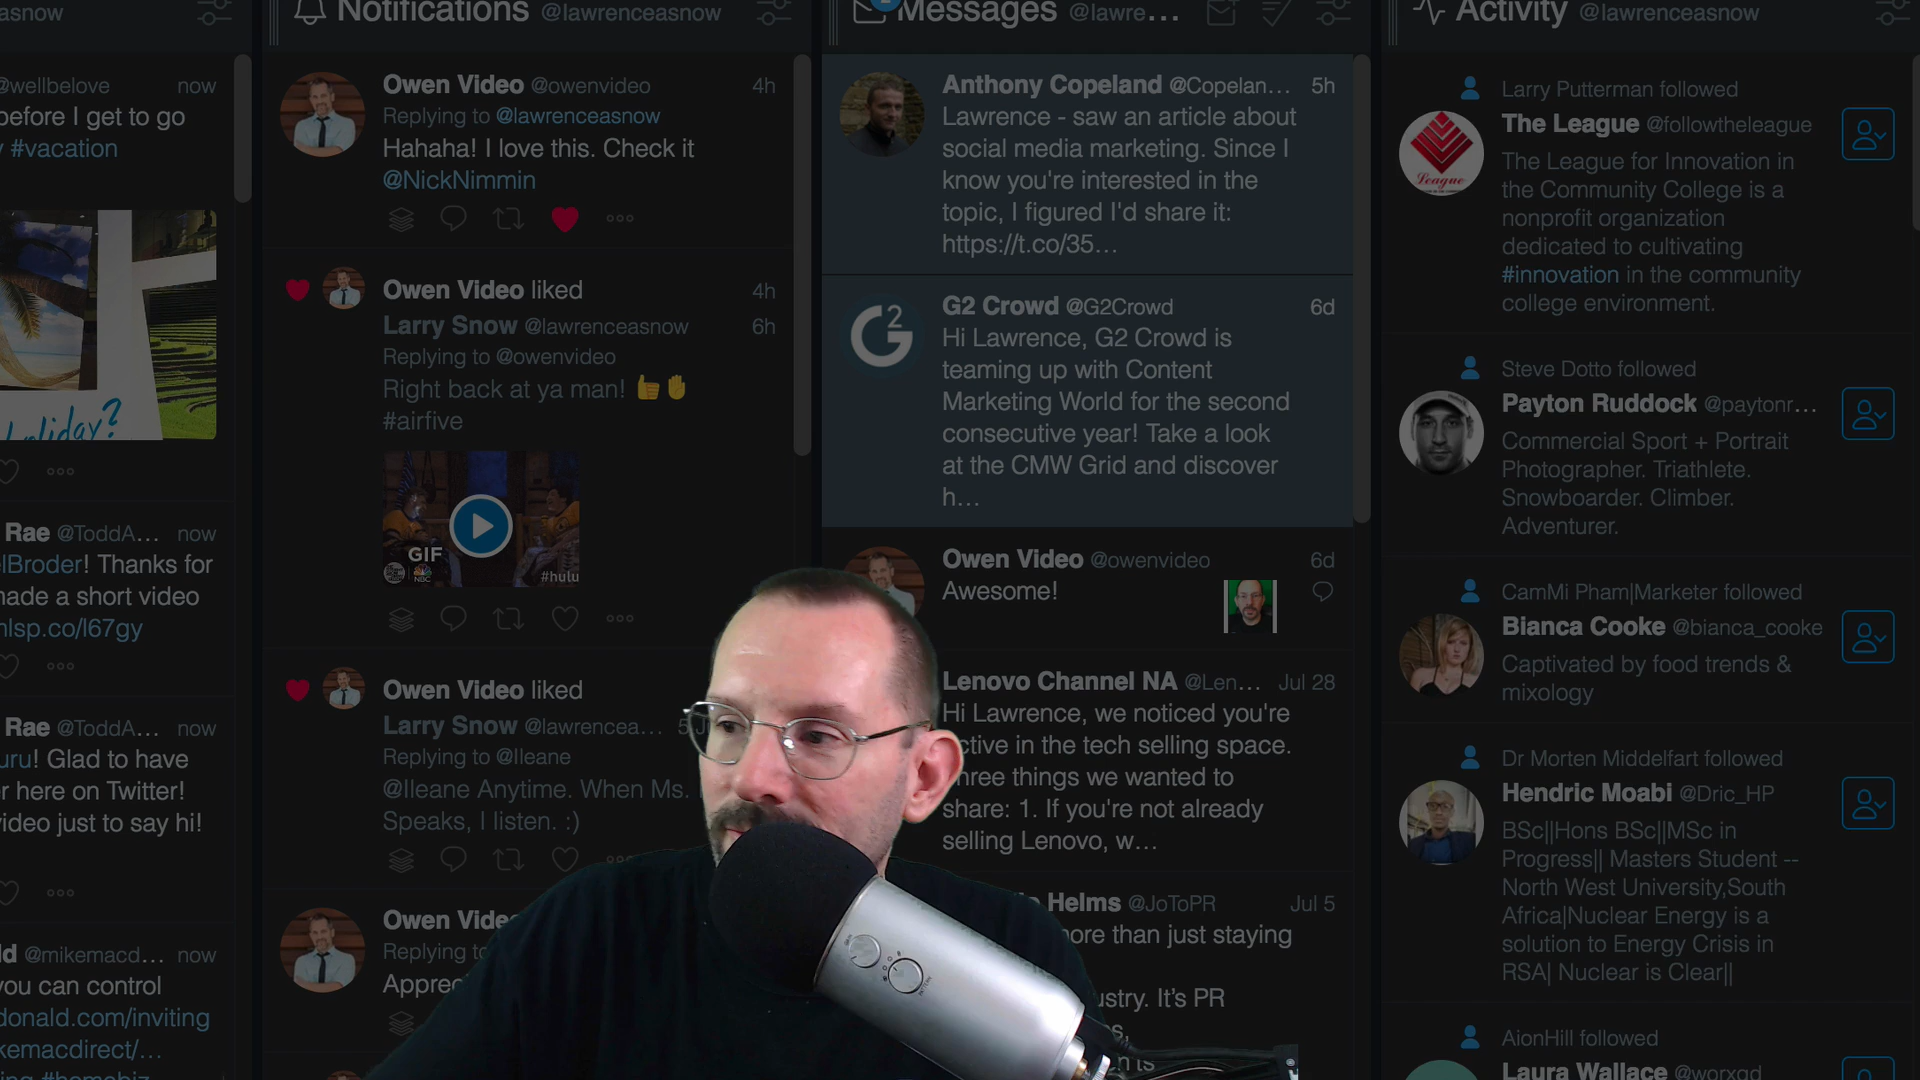 asnow
@wellbelove now
before I get to go
#vacation
holiday?
Rae @ToddA... now
elBroder! Thanks for
made a short video
nlsp.co/l67gy
Rae @ToddA... now
uru! Glad to have
r here on Twitter!
video just to say hi!
ld @mikemacd... now
you can control
donald.com/inviting
kemacdirect/...
#homebiz
Notifications @lawrenceasnow
Owen Video @owenvideo 4h
Replying to @lawrenceasnow
Hahaha! I love this. Check it
@NickNimmin
Owen Video liked 4h
Larry Snow @lawrenceasnow 6h
Replying to @owenvideo
Right back at ya man! 👍✋
#airfive
GIF
NBC
#hulu
Owen Video liked
Larry Snow @lawrencea... 5
Replying to @Ileane
@Ileane Anytime. When Ms.
Speaks, I listen. :)
Owen Vide
Replying to
Apprec
Messages @lawre...
Anthony Copeland @Copelan... 5h
Lawrence - saw an article about
social media marketing. Since I
know you're interested in the
topic, I figured I'd share it:
https://t.co/35...
G2 Crowd @G2Crowd 6d
G2
Hi Lawrence, G2 Crowd is
teaming up with Content
Marketing World for the second
consecutive year! Take a look
at the CMW Grid and discover
h...
Owen Video @owenvideo 6d
Awesome!
Lenovo Channel NA @Len... Jul 28
Hi Lawrence, we noticed you're
ctive in the tech selling space.
hree things we wanted to
share: 1. If you're not already
selling Lenovo, w...
Helms @JoToPR Jul 5
ore than just staying
ustry. It's PR
s,
n is
Activity @lawrenceasnow
Larry Putterman followed
The League @followtheleague
League
The League for Innovation in
the Community College is a
nonprofit organization
dedicated to cultivating
#innovation in the community
college environment.
Steve Dotto followed
Payton Ruddock @paytonr...
Commercial Sport + Portrait
Photographer. Triathlete.
Snowboarder. Climber.
Adventurer.
CamMi Pham|Marketer followed
Bianca Cooke @bianca_cooke
Captivated by food trends &
mixology
Dr Morten Middelfart followed
Hendric Moabi @Dric_HP
BSc||Hons BSc||MSc in
Progress|| Masters Student --
North West University,South
Africa|Nuclear Energy is a
solution to Energy Crisis in
RSA| Nuclear is Clear||
AionHill followed
Laura Wallace @worxgd